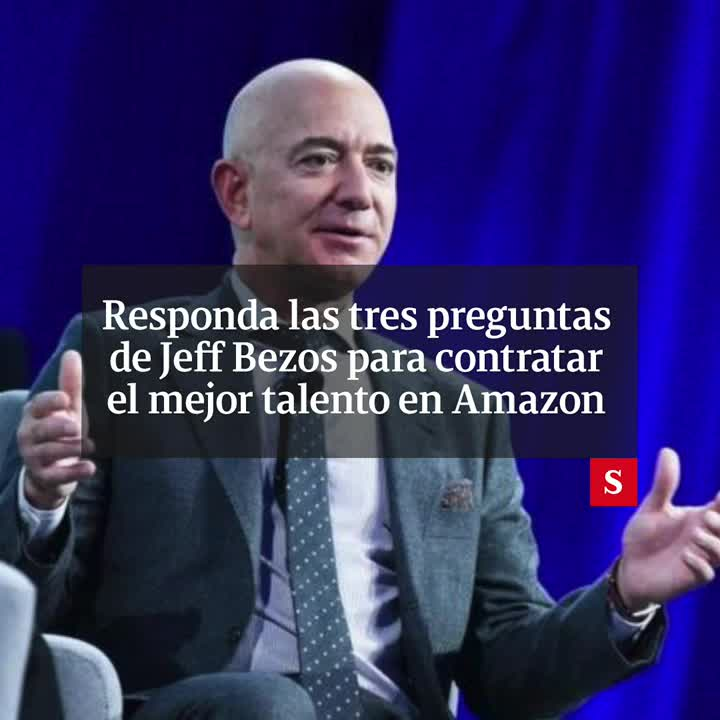 Responda las tres preguntas
de Jeff Bezos para contratar
el mejor talento en Amazon
S